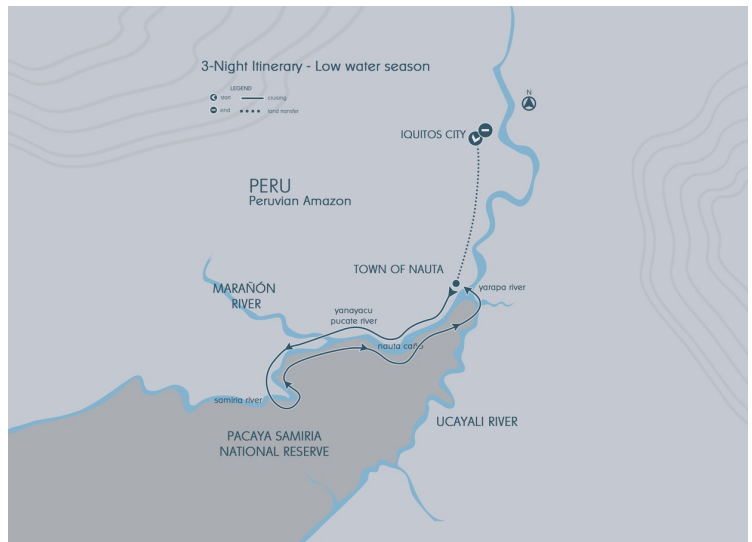 3-Night Itinerary - Low water season
LEGEND
start
cruising
end
land transfer
N
IQUITOS CITY
PERU
Peruvian Amazon
TOWN OF NAUTA
yarapa river
MARAÑÓN
RIVER
yanayacu
pucate river
nauta caño
samiria river
UCAYALI RIVER
PACAYA SAMIRIA
NATIONAL RESERVE